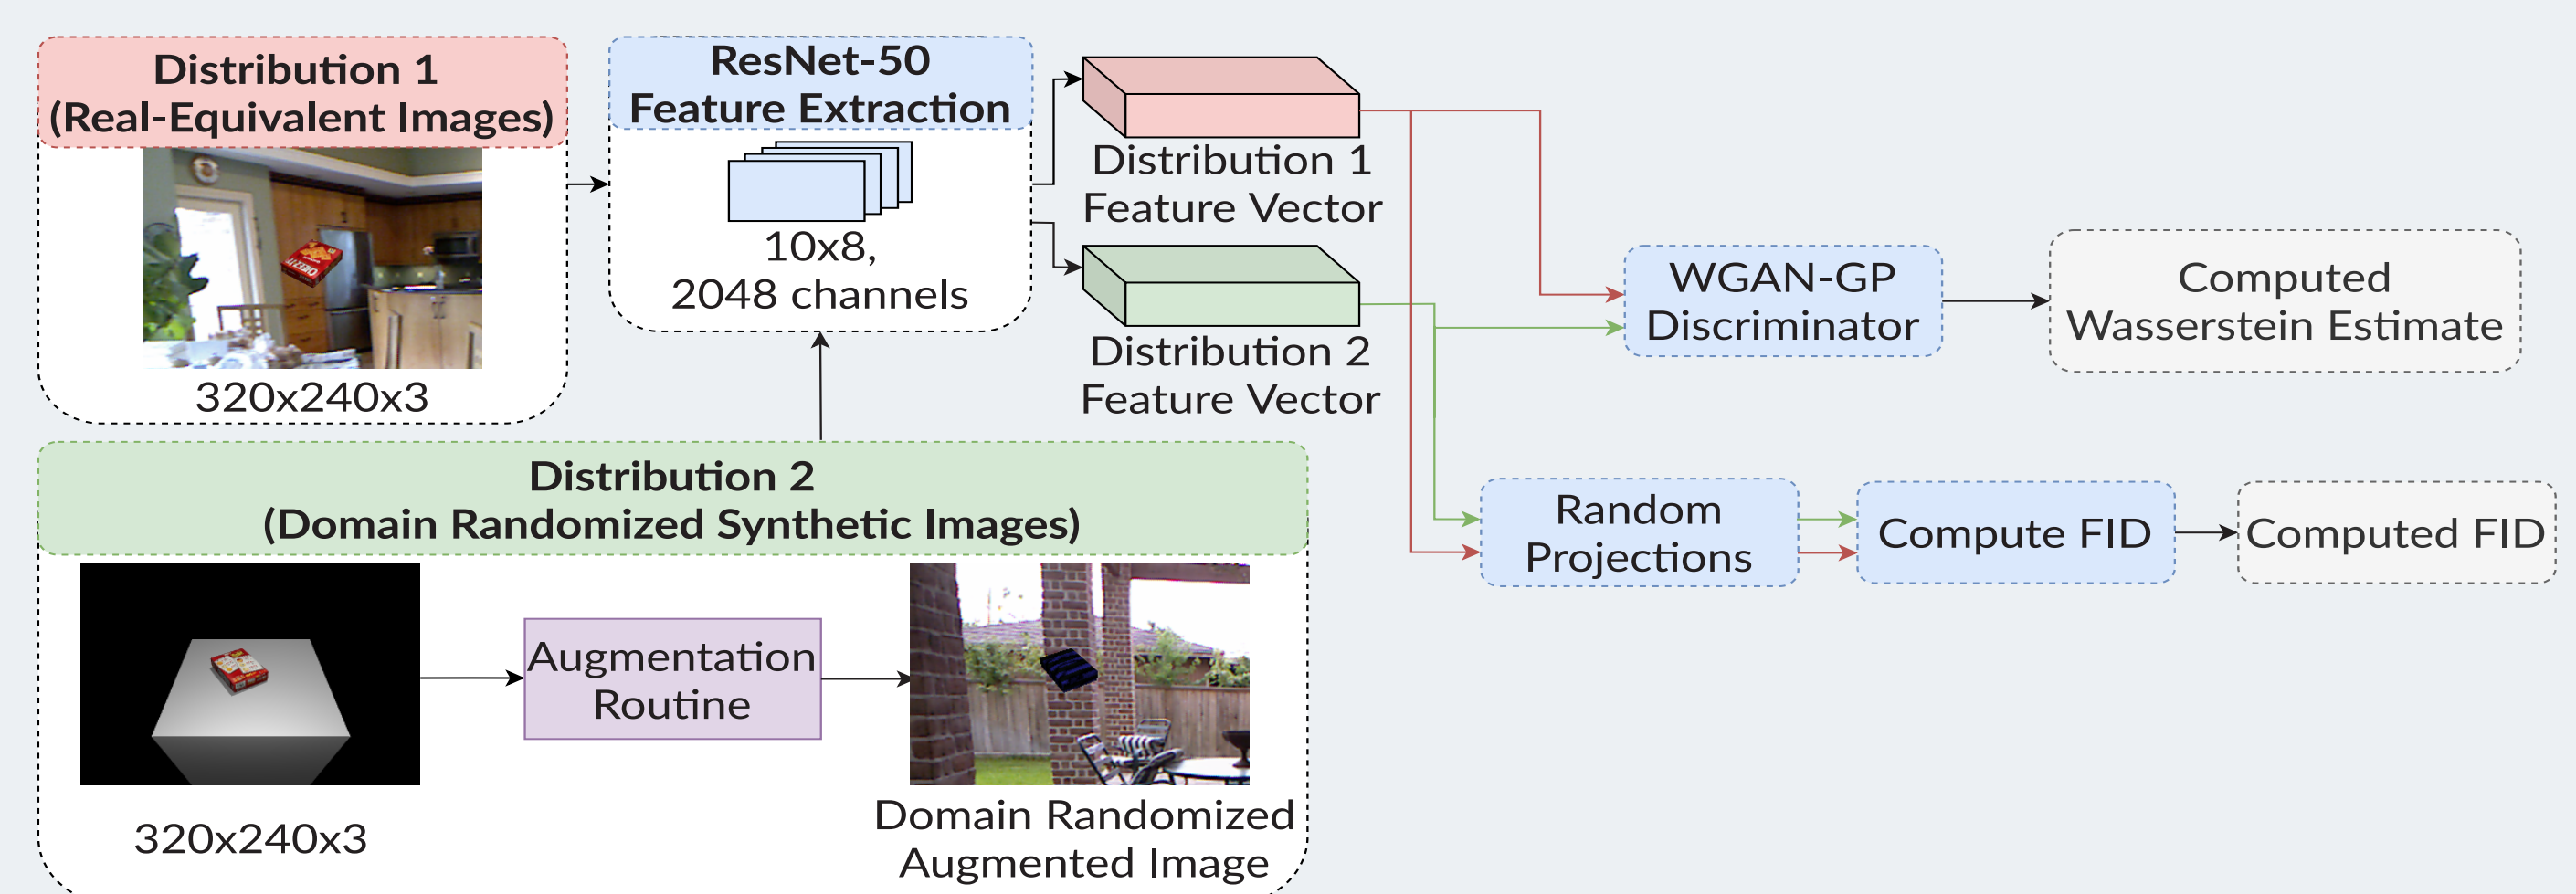 Distribution 1
(Real-Equivalent Images)
320x240x3
ResNet-50
Feature Extraction
10x8,
2048 channels
Distribution 1
Feature Vector
Distribution 2
Feature Vector
WGAN-GP
Discriminator
Computed
Wasserstein Estimate
Distribution 2
(Domain Randomized Synthetic Images)
320x240x3
Augmentation
Routine
Domain Randomized
Augmented Image
Random
Projections
Compute FID
Computed FID
CHEEZ-IT